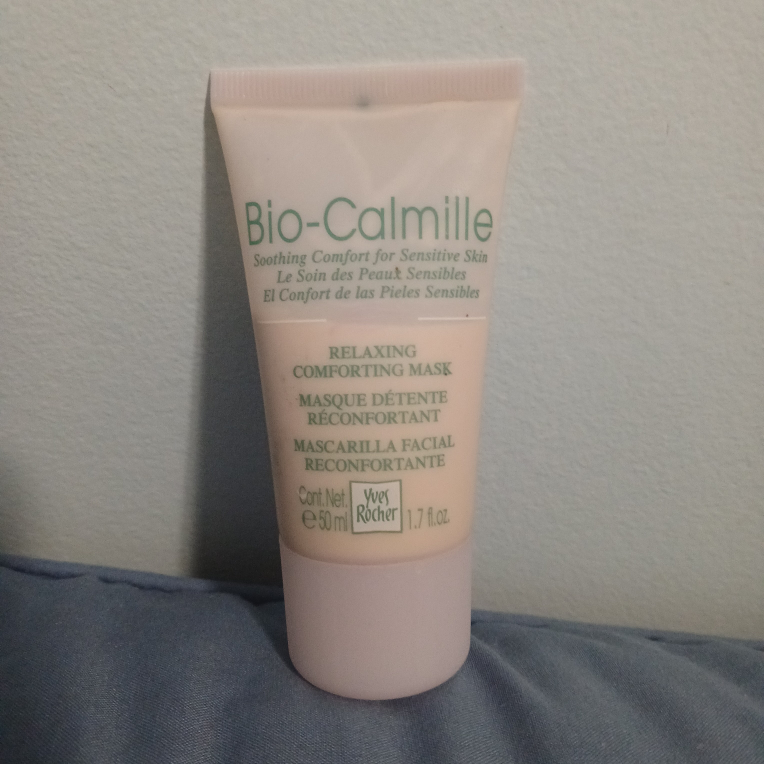 Bio-Calmille
Soothing Comfort for Sensitive Skin
Le Soin des Peaux Sensibles
El Confort de las Pieles Sensibles
RELAXING
COMFORTING MASK
MASQUE DÉTENTE
RÉCONFORTANT
MASCARILLA FACIAL
RECONFORTANTE
Cont. Net.
℮ 50 ml
Yves
Rocher
1.7 fl.oz.